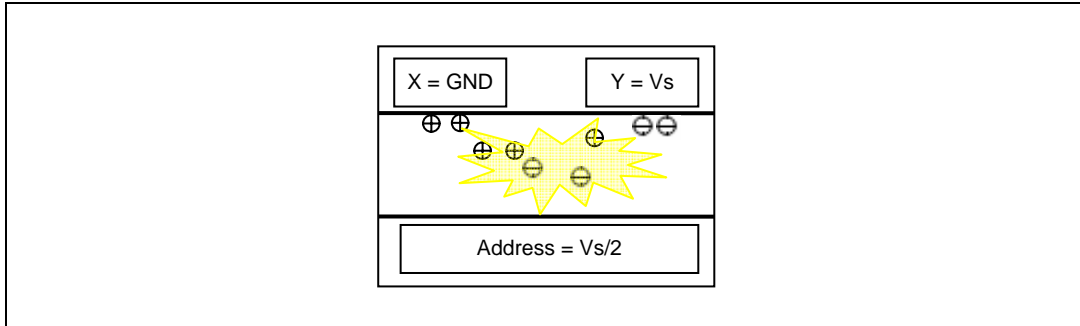 X = GND
Y = Vs
Address = Vs/2